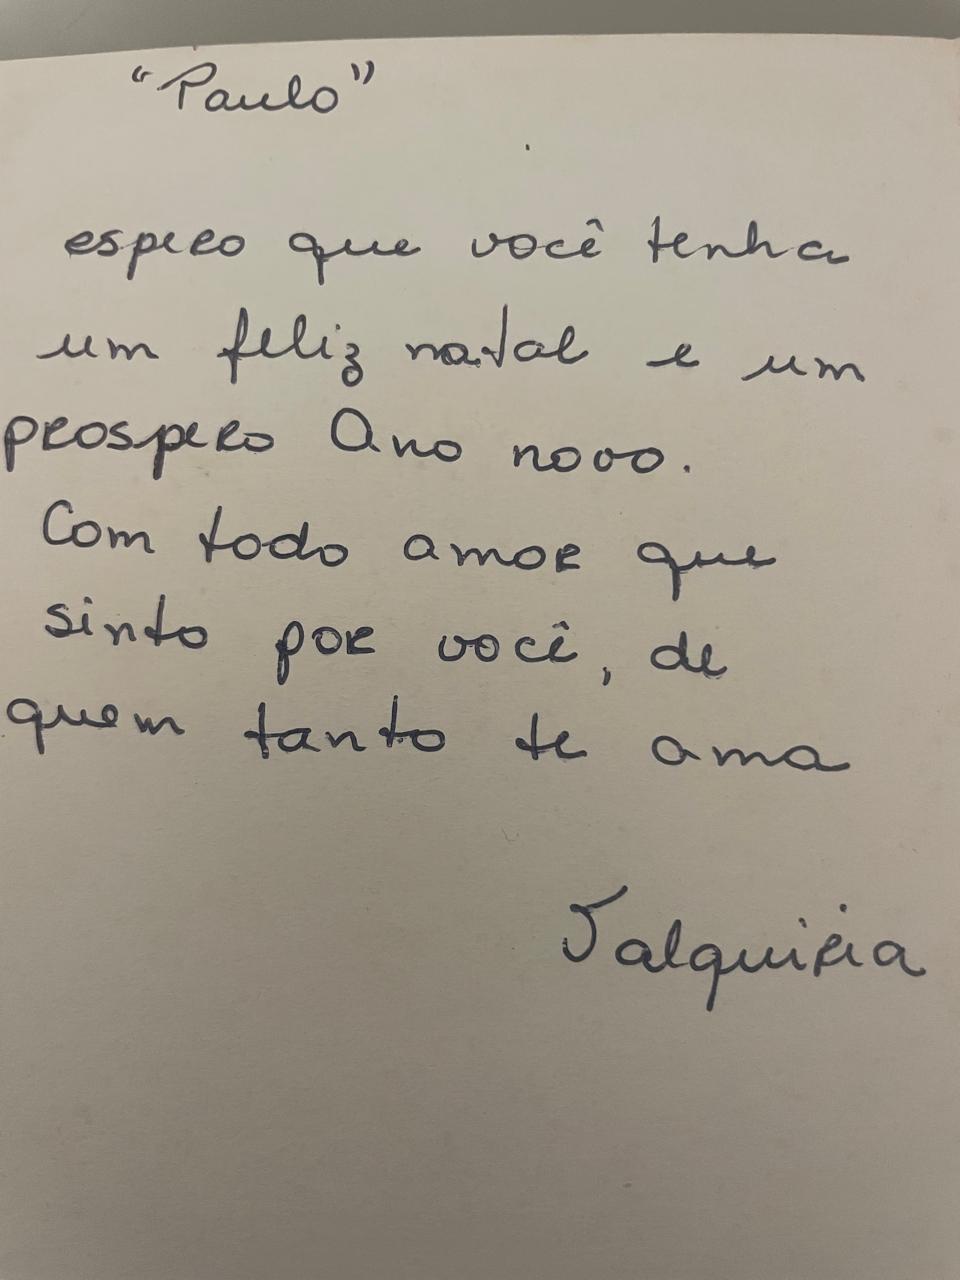 "Paulo"
espero que você tenha
um feliz natal e um
prospero Ano novo.
Com todo amor que
sinto por você, de
quem tanto te ama
Valquiria